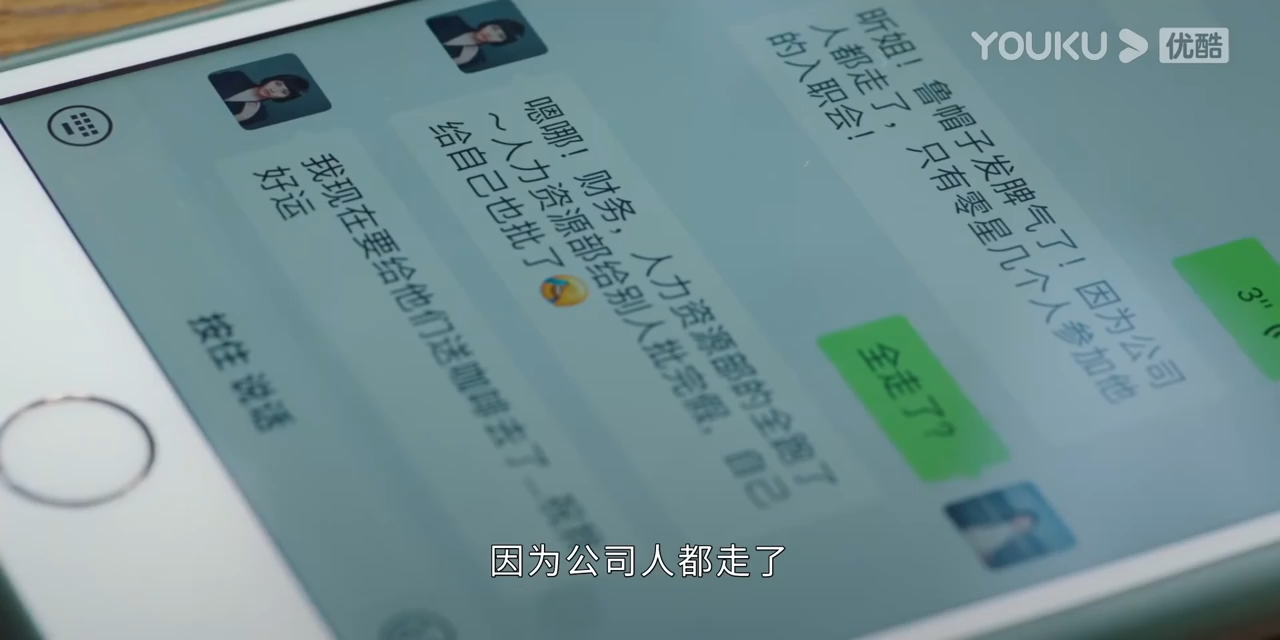 YOUKU 优酷
3"
昕姐！鲁帽子发脾气了！因为公司
人都走了，只有零星几个人参加他
的入职会！
全走了？
嗯哪！财务，人力资源部的全跑了
~人力资源部给别人批完假，自己
给自己也批了😂
我现在要给他们送咖啡去了…祝我
好运
按住 说话
因为公司人都走了